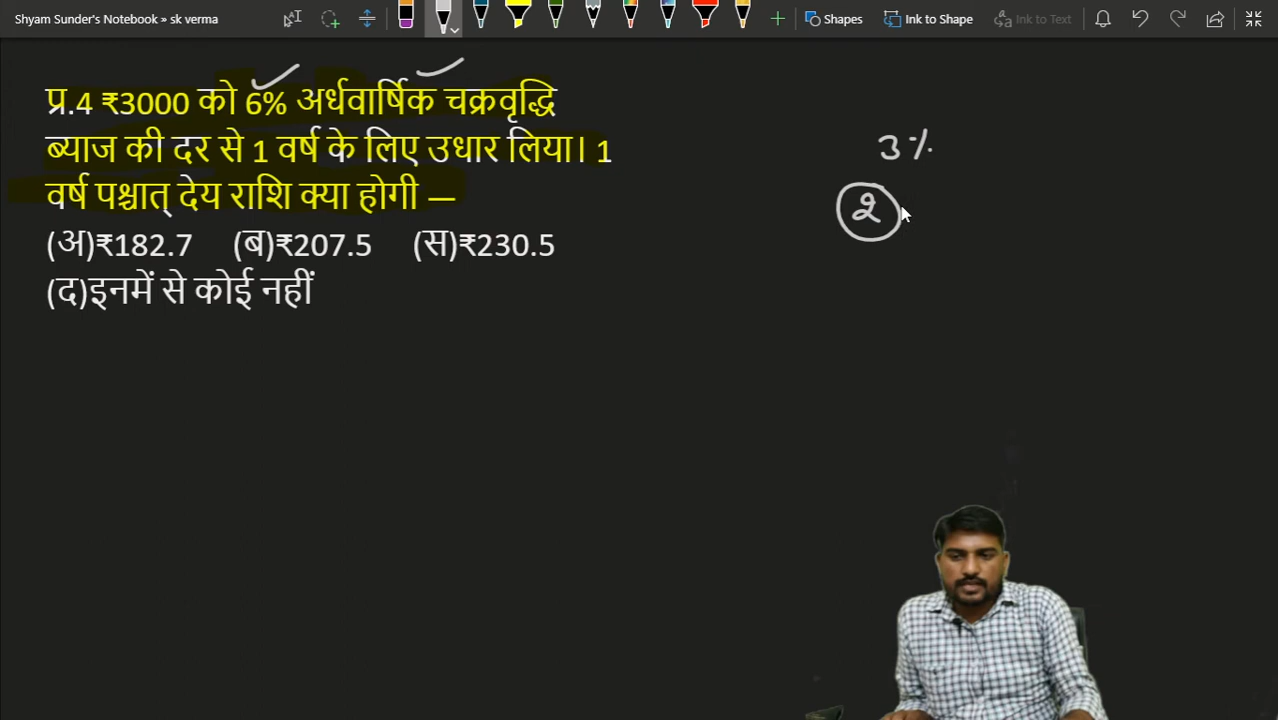 Shyam Sunder's Notebook » sk verma
Shapes Ink to Shape Ink to Text
प्र.4 ₹3000 को 6% अर्धवार्षिक चक्रवृद्धि
ब्याज की दर से 1 वर्ष के लिए उधार लिया। 1
वर्ष पश्चात् देय राशि क्या होगी —
(अ)₹182.7 (ब)₹207.5 (स)₹230.5
(द)इनमें से कोई नहीं
3%
2